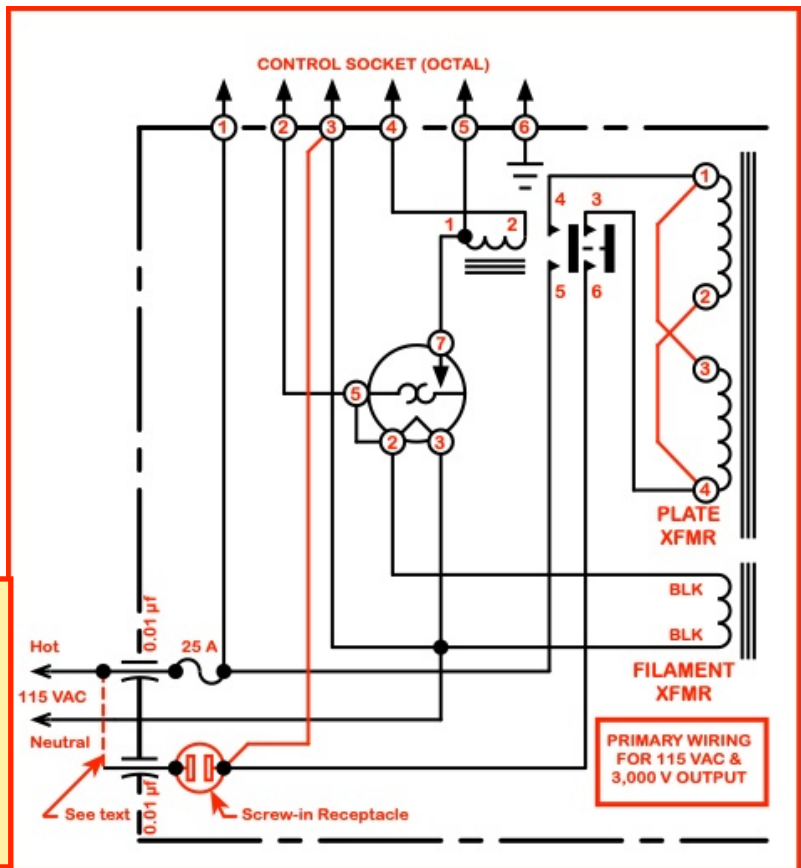 CONTROL SOCKET (OCTAL)
1 2 3 4 5 6
1 2
4 3
5 6
1
2
3
4
7
5
2 3
PLATE
XFMR
BLK
BLK
FILAMENT
XFMR
0.01 µf
25 A
Hot
115 VAC
Neutral
0.01 µf
See text
Screw-in Receptacle
PRIMARY WIRING
FOR 115 VAC &
3,000 V OUTPUT